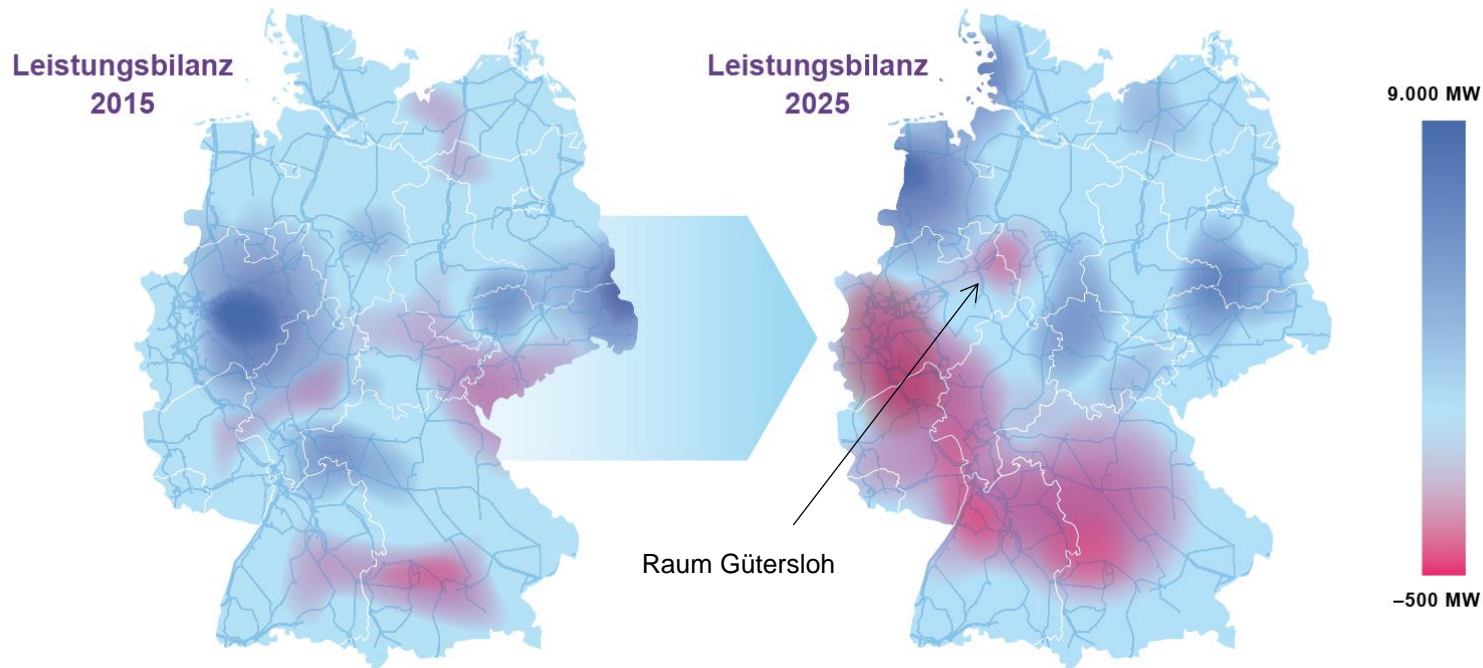 Leistungsbilanz
2015
Leistungsbilanz
2025
9.000 MW
Raum Gütersloh
–500 MW